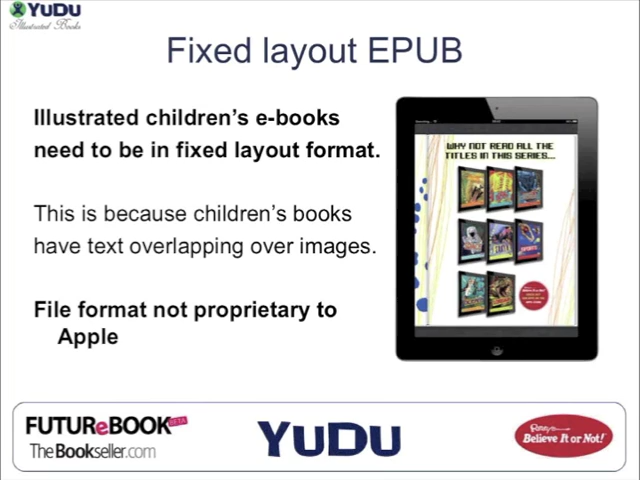 YUDU
Illustrated Books
Fixed layout EPUB
Illustrated children's e-books
need to be in fixed layout format.
This is because children's books
have text overlapping over images.
File format not proprietary to
Apple
WHY NOT READ ALL THE
TITLES IN THIS SERIES...
FUTUReBOOK BETA
TheBookseller.com
YUDU
Ripley's
Believe It or Not!